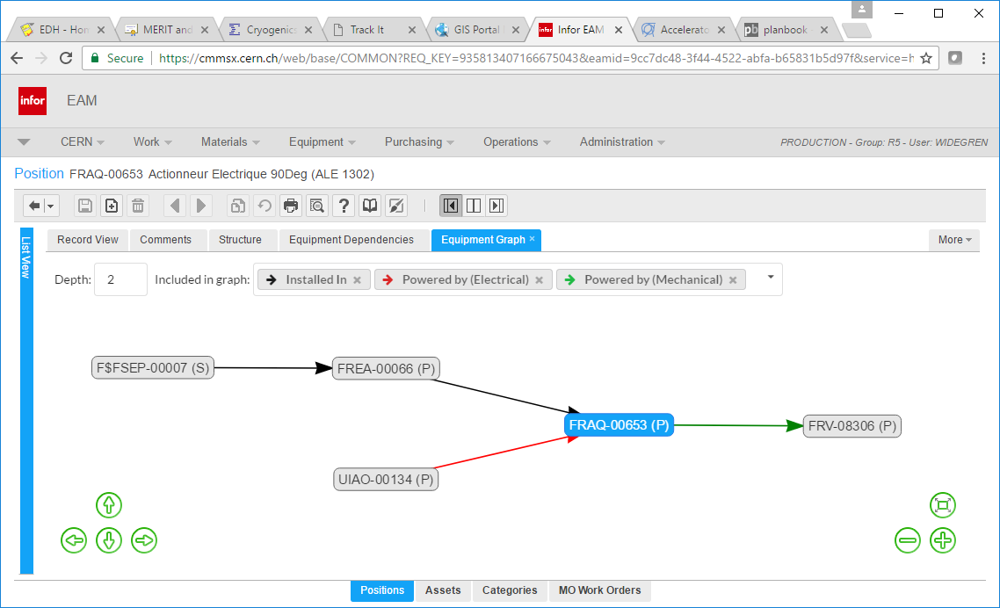 EDH - Hon
MERIT and
Cryogenics
Track It
GIS Portal
Infor EAM
Accelerato
pb planbook -
Secure https://cmmsx.cern.ch/web/base/COMMON?REQ_KEY=935813407166675043&eamid=9cc7dc48-3f44-4522-abfa-b65831b5d97f&service=h
infor EAM
CERN Work Materials Equipment Purchasing Operations Administration PRODUCTION - Group: R5 - User: WIDEGREN
Position FRAQ-00653 Actionneur Electrique 90Deg (ALE 1302)
List View
Record View Comments Structure Equipment Dependencies Equipment Graph × More
Depth: 2 Included in graph: Installed In Powered by (Electrical) Powered by (Mechanical)
F$FSEP-00007 (S)
FREA-00066 (P)
FRAQ-00653 (P)
FRV-08306 (P)
UIAO-00134 (P)
Positions Assets Categories MO Work Orders